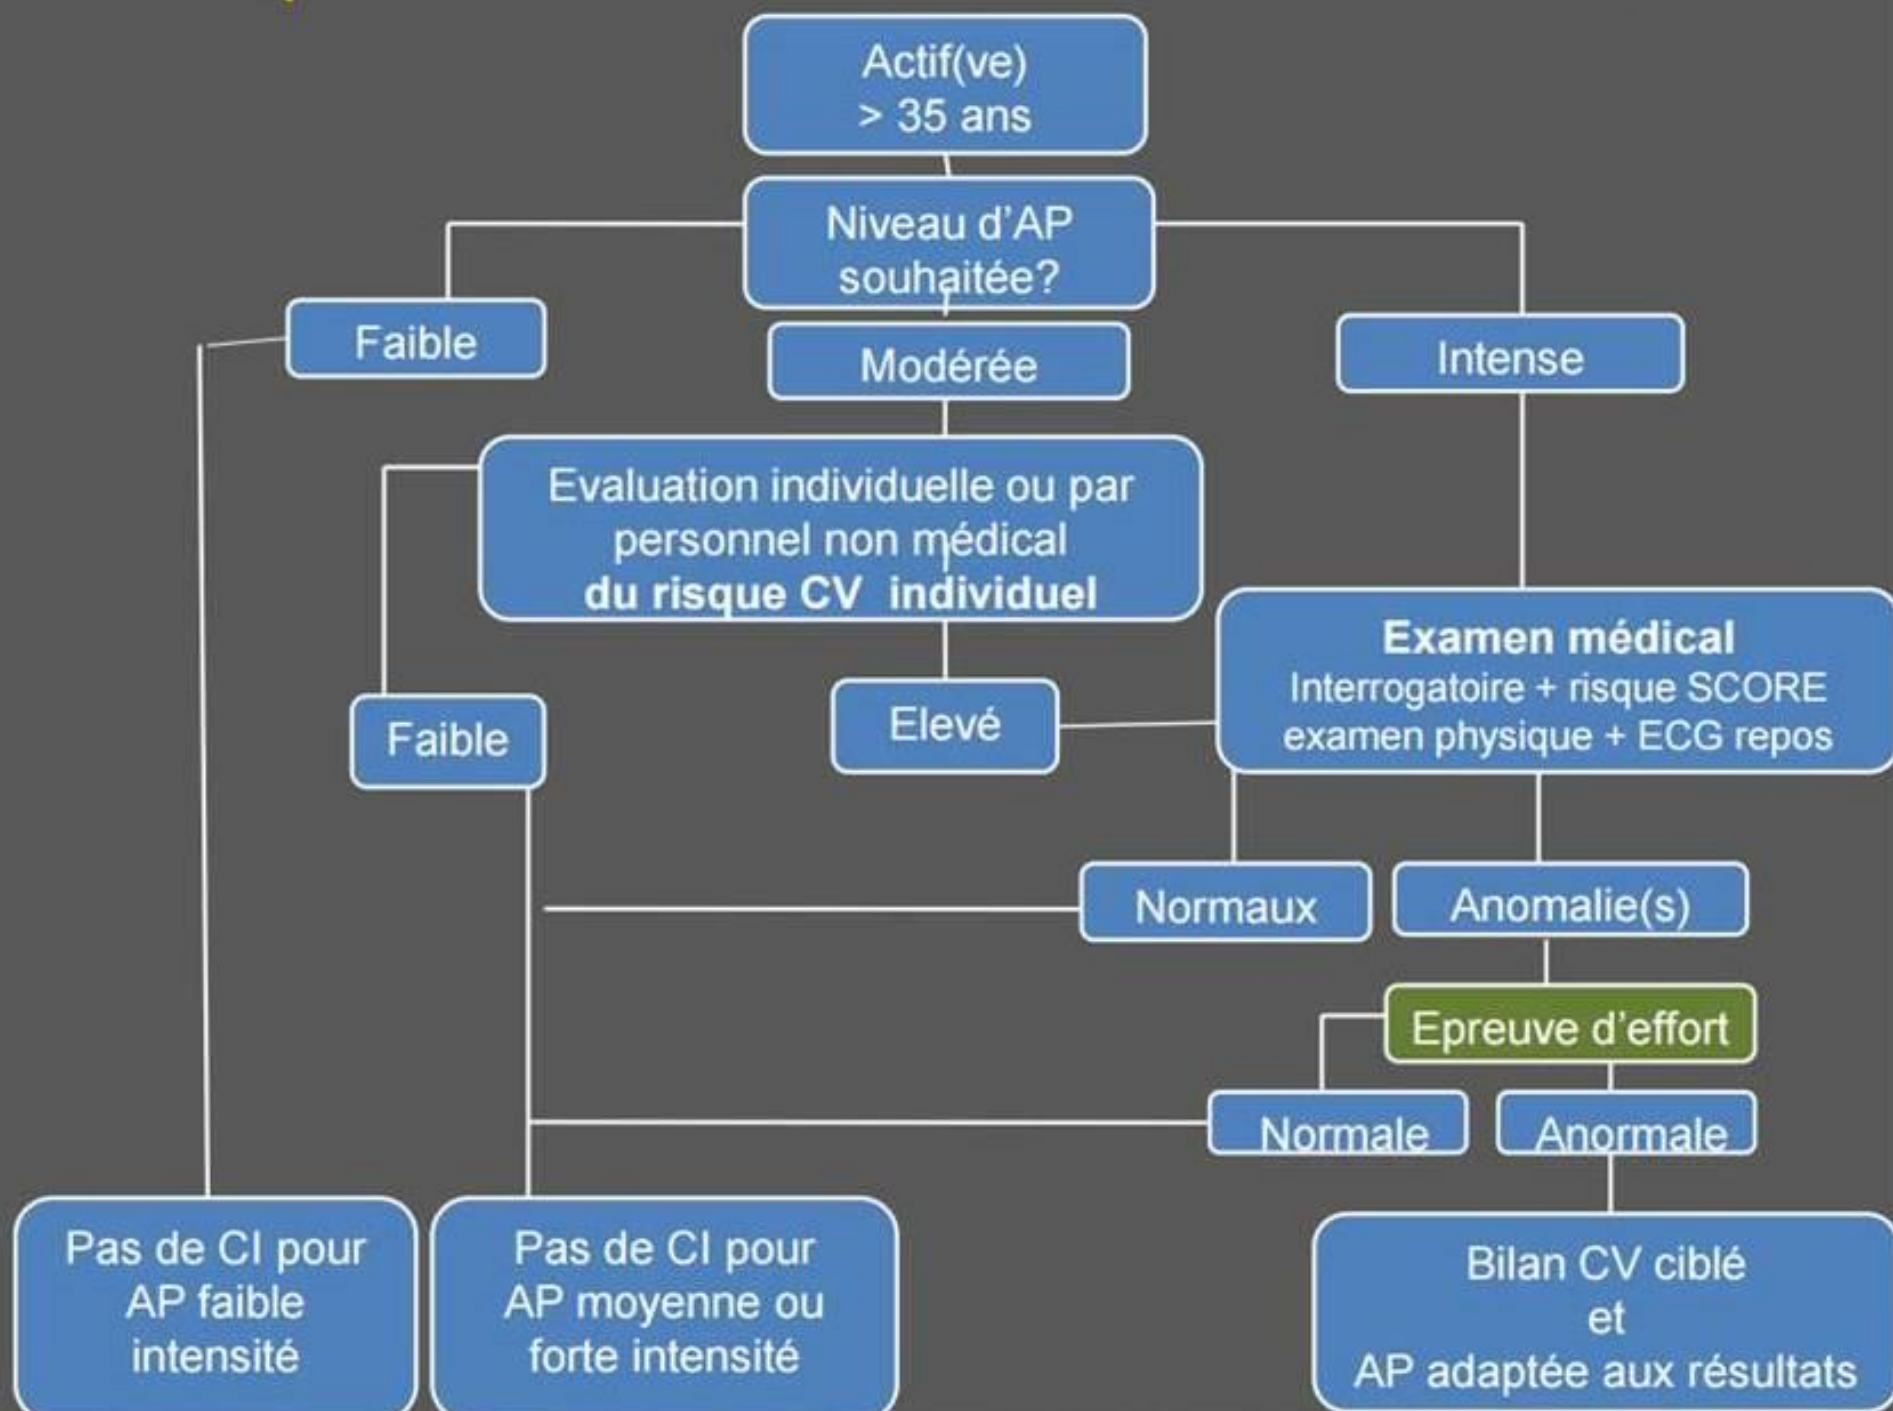 Actif(ve)
> 35 ans
Niveau d'AP
souhaitée?
Faible
Modérée
Intense
Evaluation individuelle ou par
personnel non médical
du risque CV individuel
Examen médical
Interrogatoire + risque SCORE
examen physique + ECG repos
Faible
Elevé
Normaux
Anomalie(s)
Epreuve d'effort
Normale
Anormale
Pas de CI pour
AP faible
intensité
Pas de CI pour
AP moyenne ou
forte intensité
Bilan CV ciblé
et
AP adaptée aux résultats